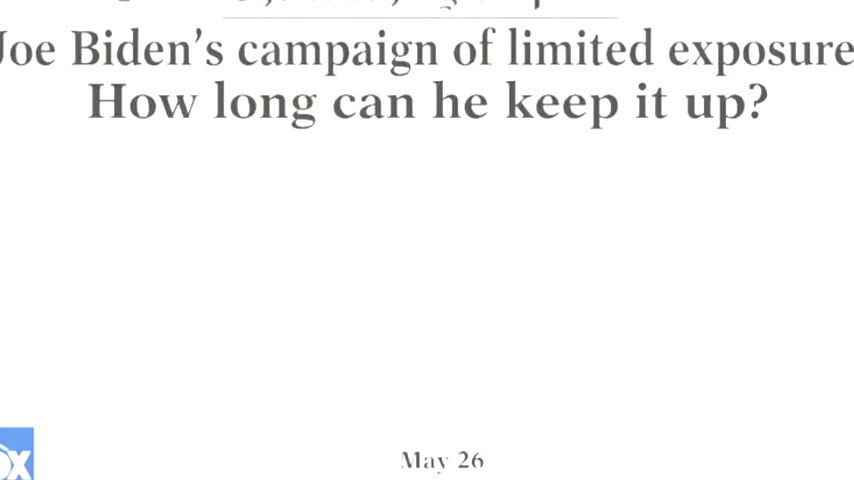 Joe Biden’s campaign of limited exposure
How long can he keep it up?
May 26